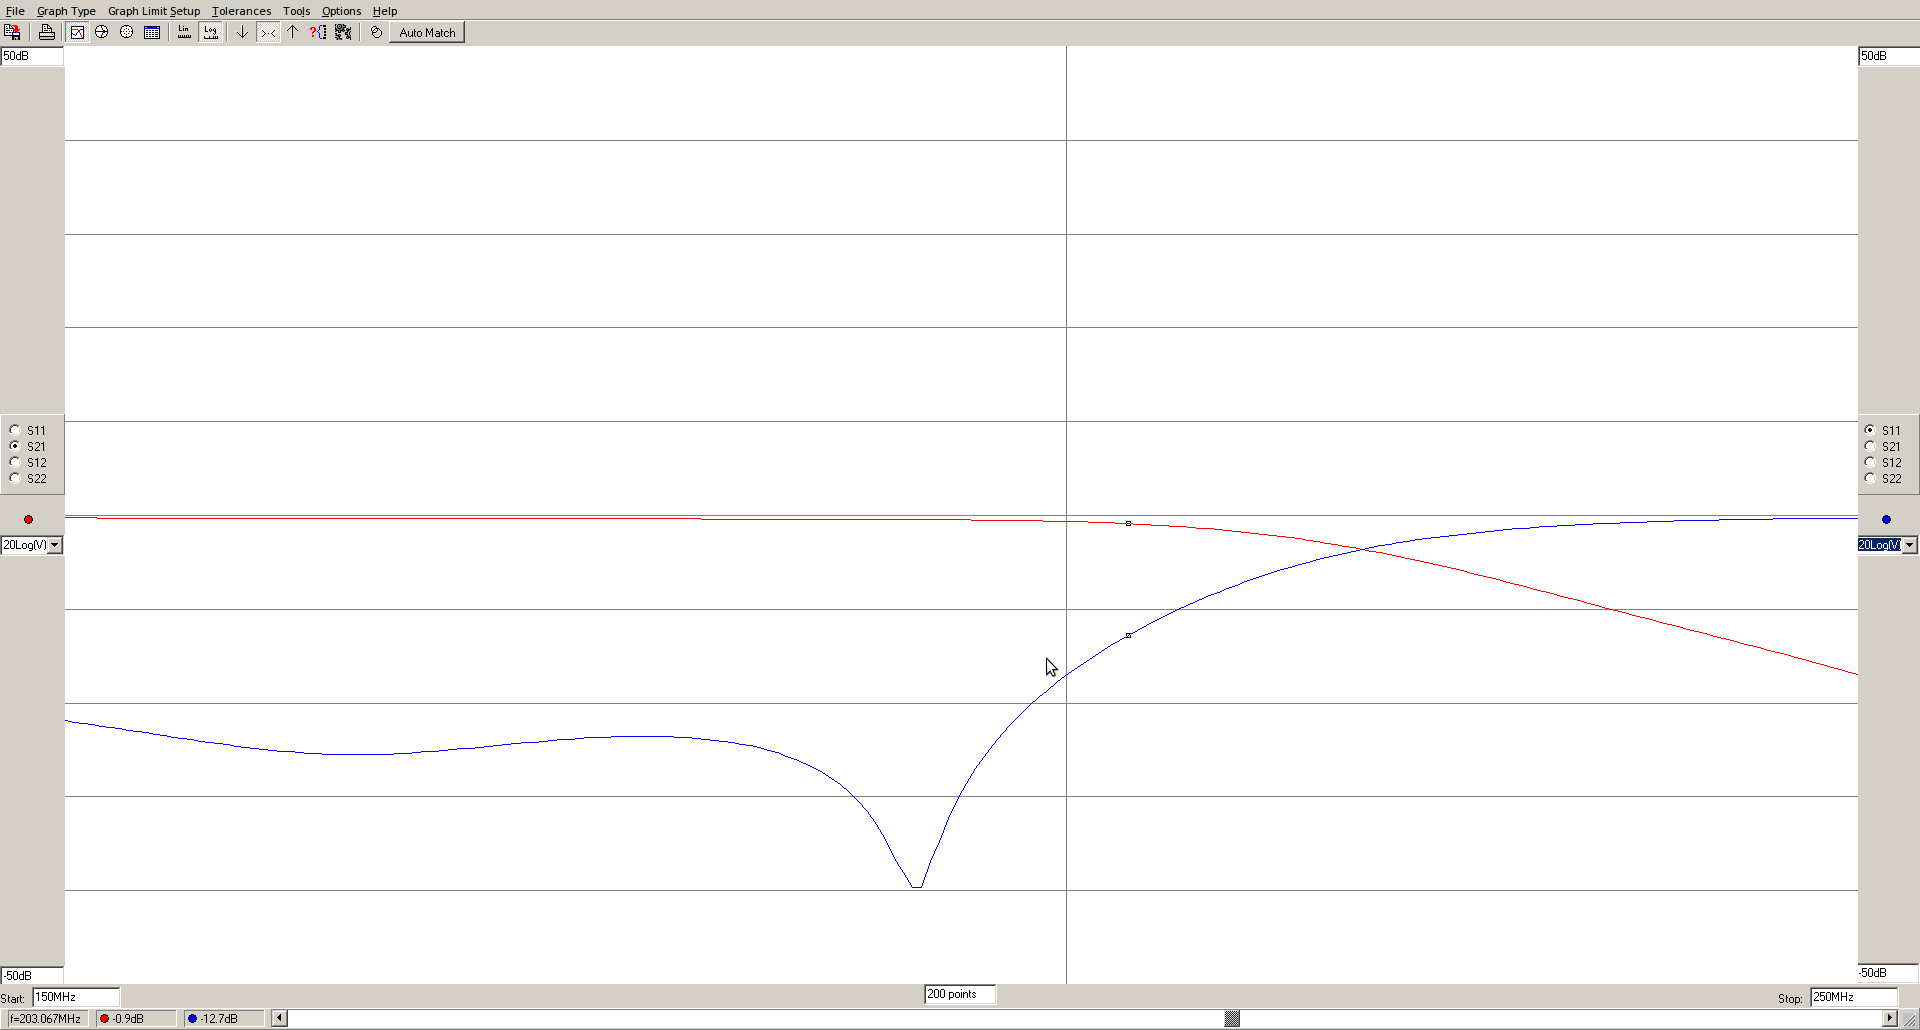 File Graph Type Graph Limit Setup Tolerances Tools Options Help
Lin Log ?{} Auto Match
50dB 50dB
S11 S11
S21 S21
S12 S12
S22 S22
20Log(V) 20Log(V)
-50dB -50dB
Start: 150MHz 200 points Stop: 250MHz
f=203.067MHz -0.9dB -12.7dB